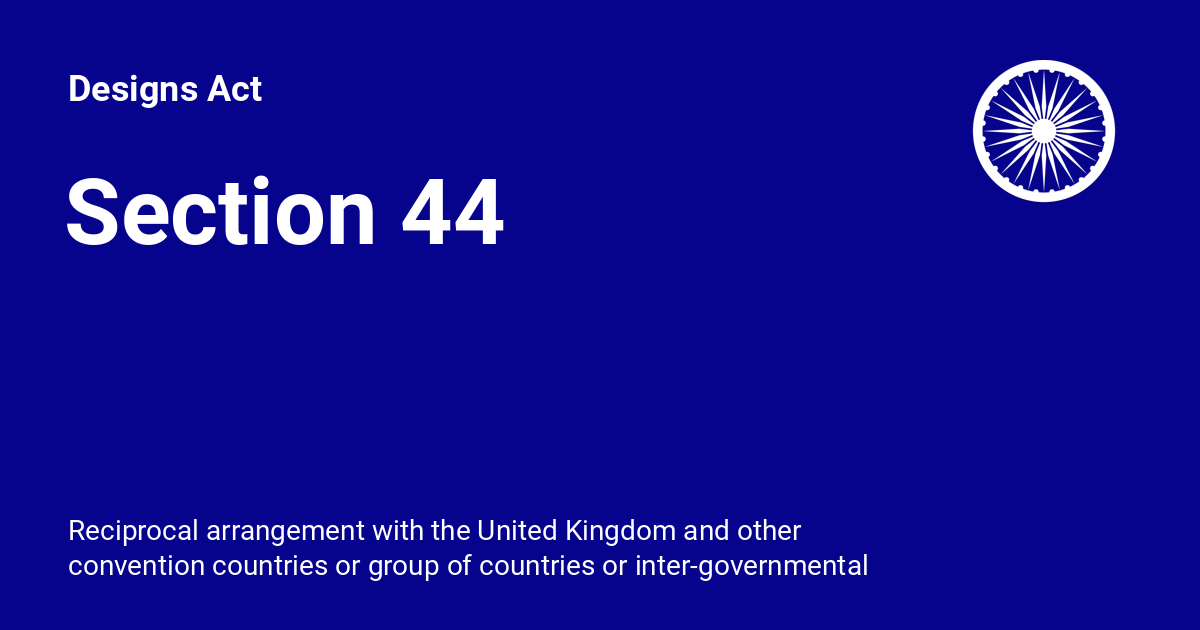 Designs Act
Section 44
Reciprocal arrangement with the United Kingdom and other
convention countries or group of countries or inter-governmental